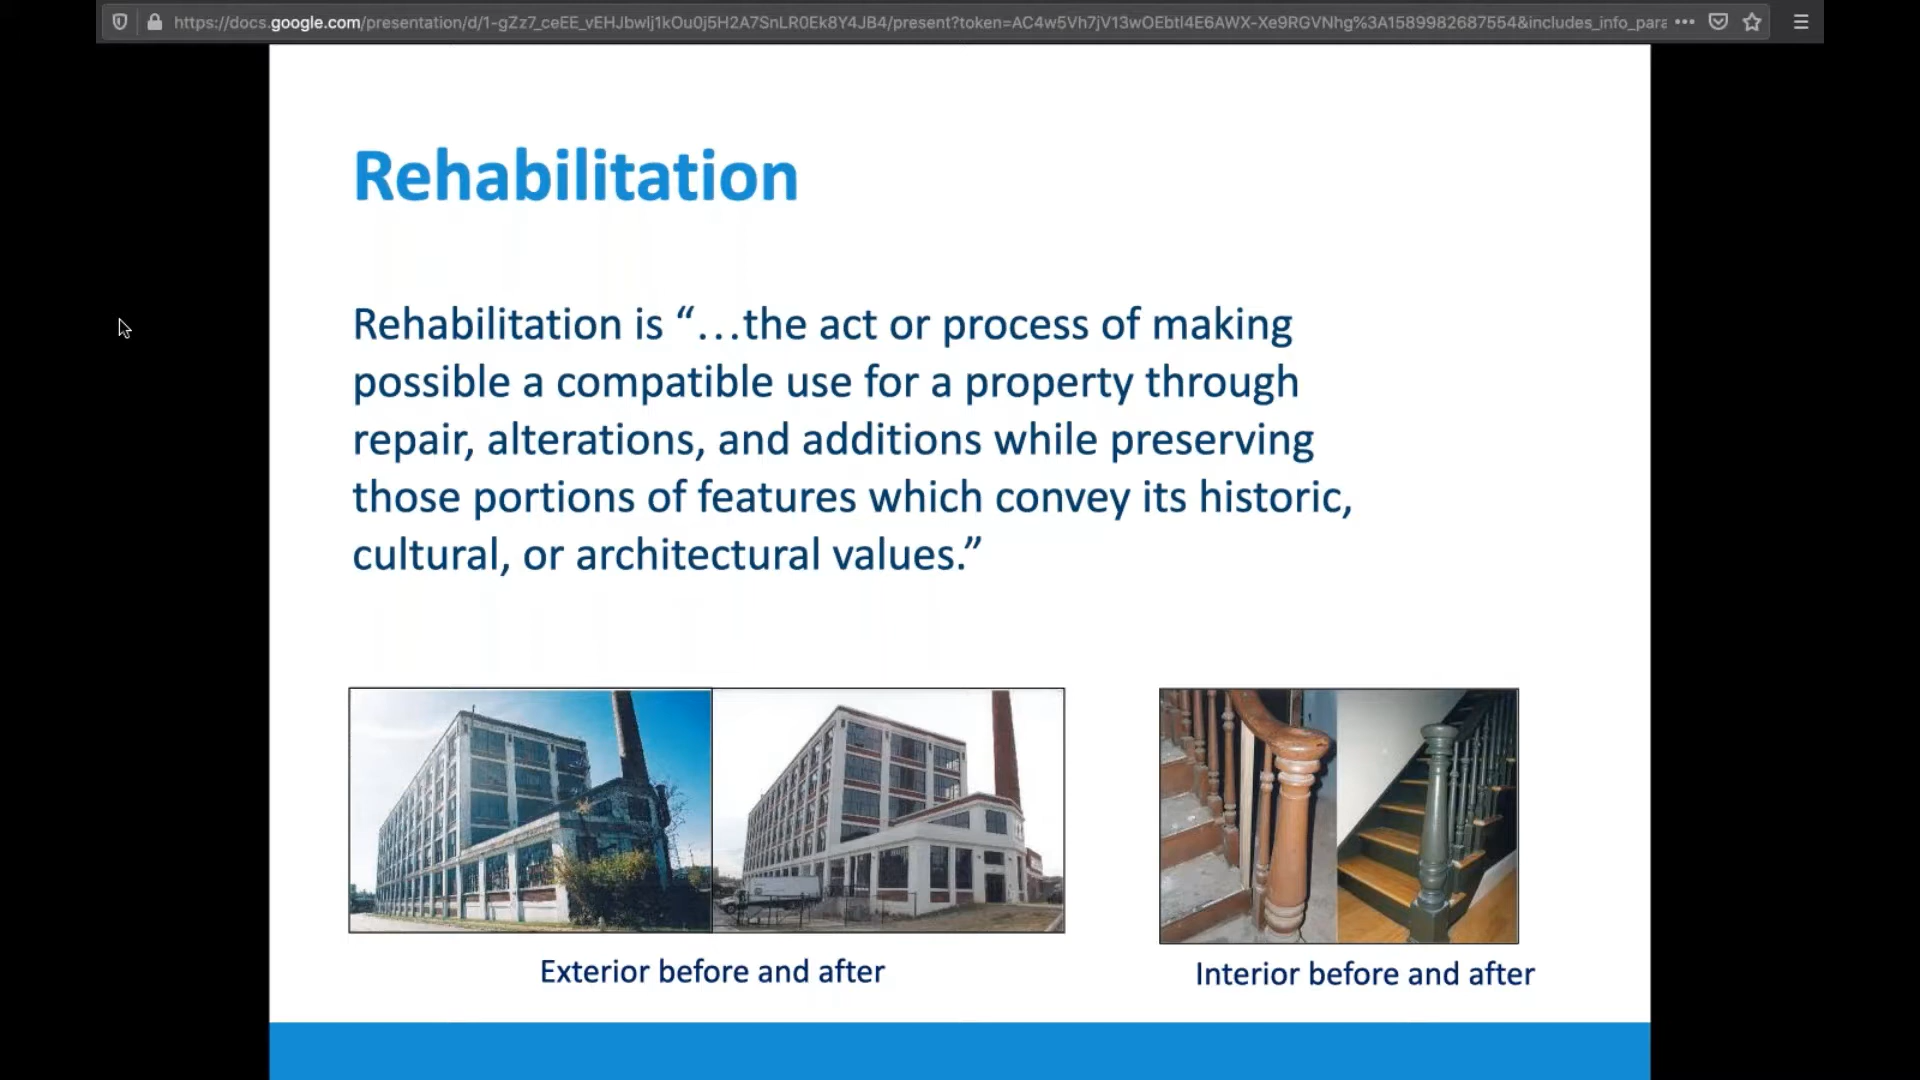 https://docs.google.com/presentation/d/1-gZz7_ceEE_vEHJbwlj1kOu0j5H2A7SnLR0Ek8Y4JB4/present?token=AC4w5Vh7jV13wOEbtI4E6AWX-Xe9RGVNhg%3A1589982687554&includes_info_para
Rehabilitation
Rehabilitation is “…the act or process of making
possible a compatible use for a property through
repair, alterations, and additions while preserving
those portions of features which convey its historic,
cultural, or architectural values.”
Exterior before and after
Interior before and after